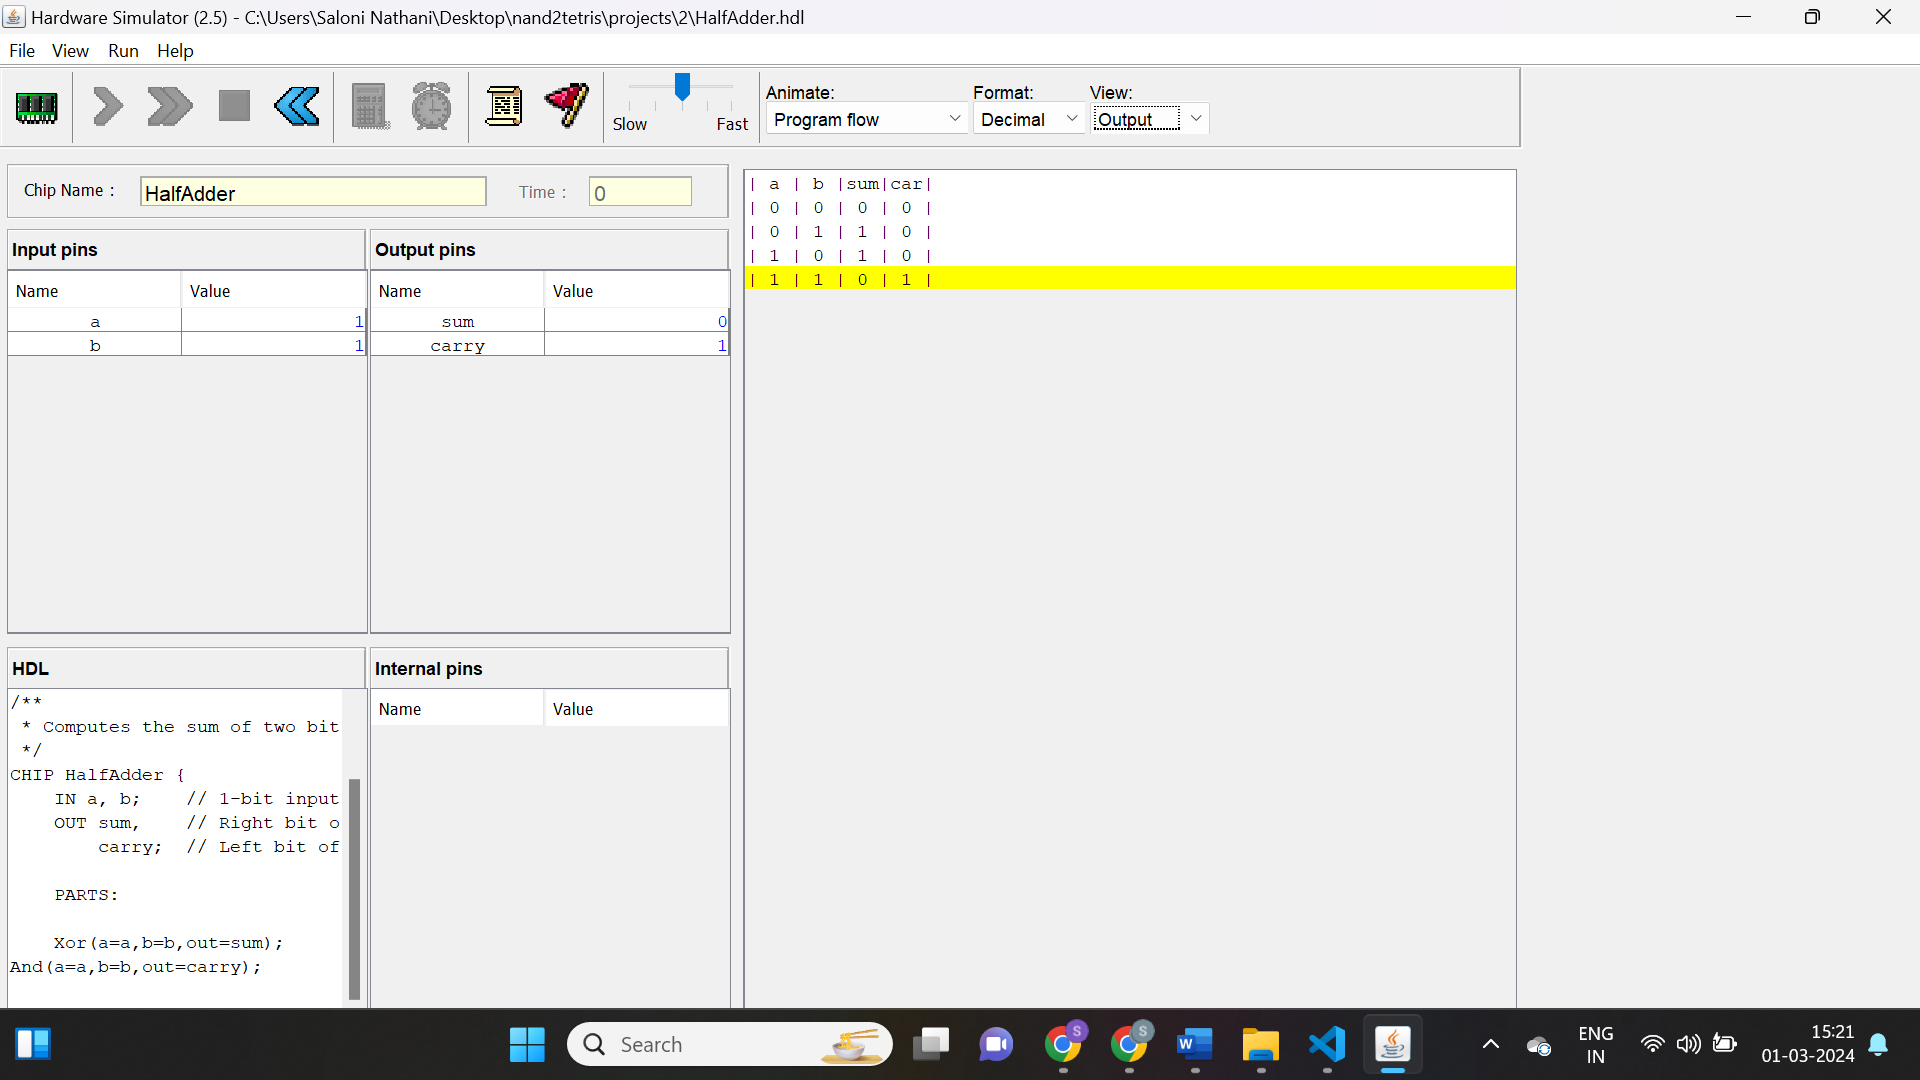 Hardware Simulator (2.5) - C:\Users\Saloni Nathani\Desktop\nand2tetris\projects\2\HalfAdder.hdl
File View Run Help
Slow Fast
Animate:
Program flow
Format:
Decimal
View:
Output
Chip Name : HalfAdder Time : 0
Input pins
Name Value
a 1
b 1
Output pins
Name Value
sum 0
carry 1
| a | b |sum|car|
| 0 | 0 | 0 | 0 |
| 0 | 1 | 1 | 0 |
| 1 | 0 | 1 | 0 |
| 1 | 1 | 0 | 1 |
HDL
/**
* Computes the sum of two bit
*/
CHIP HalfAdder {
IN a, b; // 1-bit input
OUT sum, // Right bit o
carry; // Left bit of
PARTS:
Xor(a=a,b=b,out=sum);
And(a=a,b=b,out=carry);
Internal pins
Name Value
Search
S
S
W
ENG
IN
15:21
01-03-2024